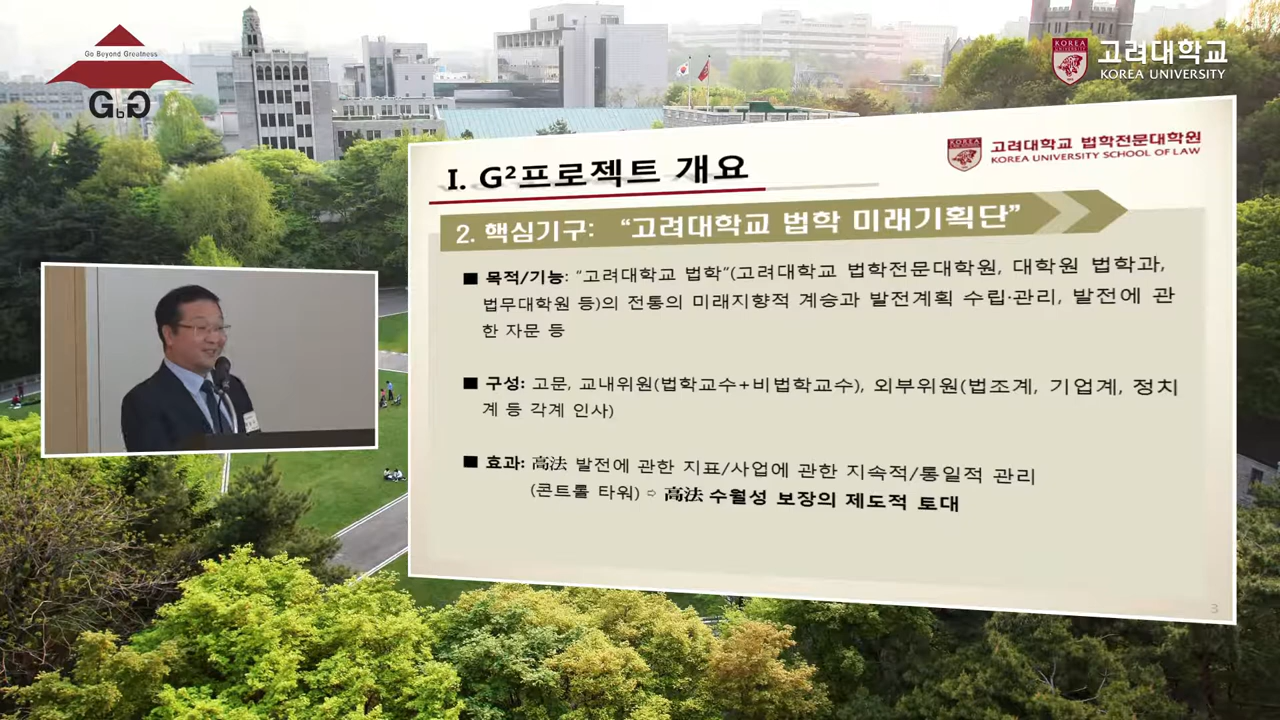 Go Beyond Greatness
GbG
KOREA UNIVERSITY
고려대학교
KOREA UNIVERSITY
KOREA
고려대학교 법학전문대학원
KOREA UNIVERSITY SCHOOL OF LAW
I. G²프로젝트 개요
2. 핵심기구: “고려대학교 법학 미래기획단”
■ 목적/기능: “고려대학교 법학”(고려대학교 법학전문대학원, 대학원 법학과,
법무대학원 등)의 전통의 미래지향적 계승과 발전계획 수립·관리, 발전에 관
한 자문 등
■ 구성: 고문, 교내위원(법학교수+비법학교수), 외부위원(법조계, 기업계, 정치
계 등 각계 인사)
■ 효과: 高法 발전에 관한 지표/사업에 관한 지속적/통일적 관리
(콘트롤 타워) ⇨ 高法 수월성 보장의 제도적 토대
3